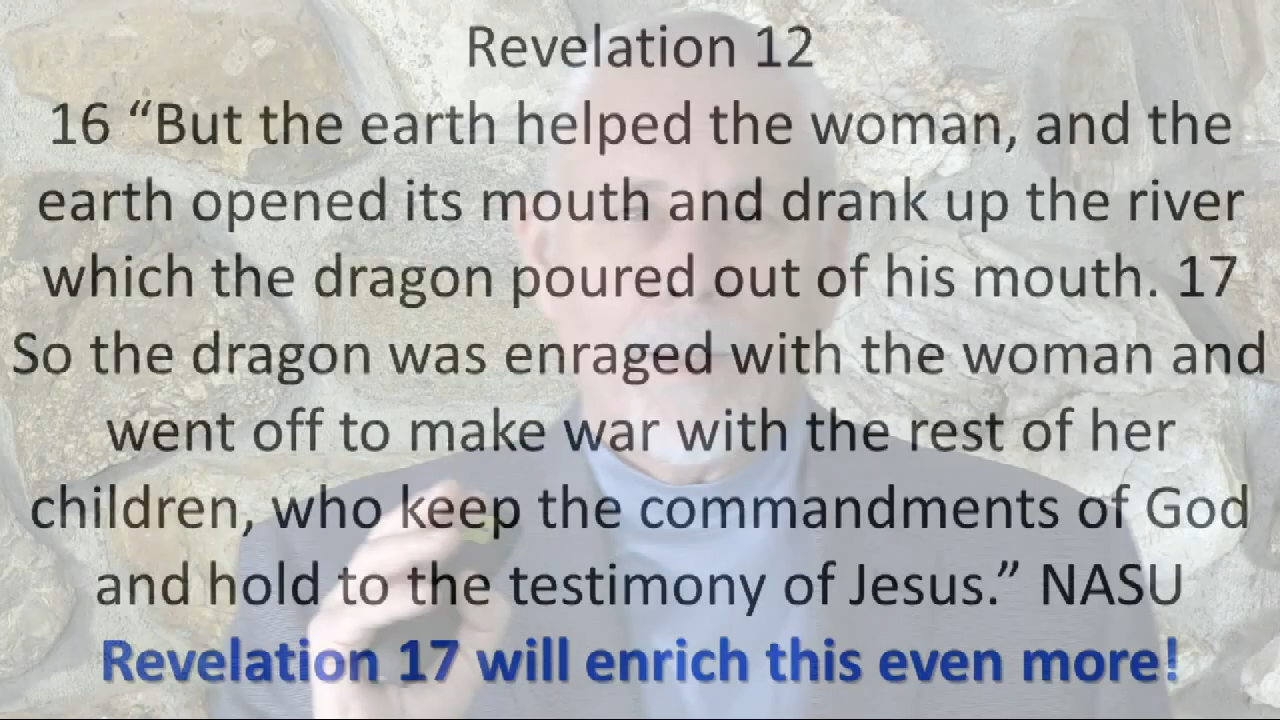 Revelation 12
16 “But the earth helped the woman, and the
earth opened its mouth and drank up the river
which the dragon poured out of his mouth. 17
So the dragon was enraged with the woman and
went off to make war with the rest of her
children, who keep the commandments of God
and hold to the testimony of Jesus.” NASU
Revelation 17 will enrich this even more!